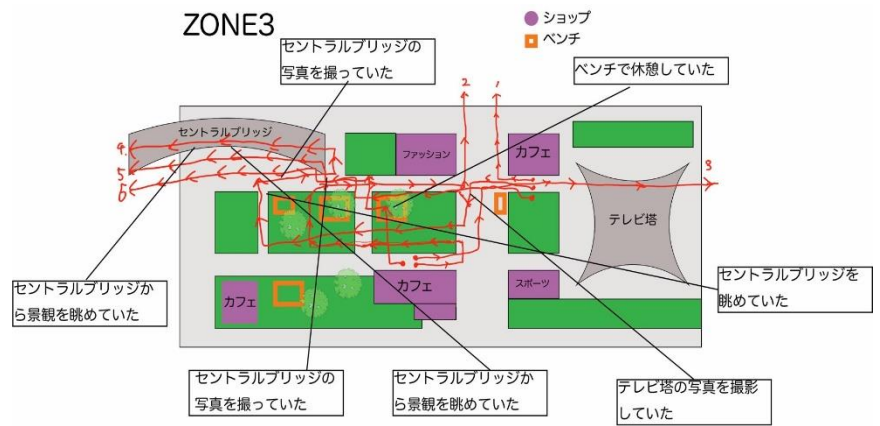 ZONE3
ショップ
ベンチ
セントラルブリッジの
写真を撮っていた
ベンチで休憩していた
2
1
セントラルブリッジ
ファッション
カフェ
4
5
6
3
テレビ塔
セントラルブリッジか
ら景観を眺めていた
カフェ
カフェ
スポーツ
セントラルブリッジを
眺めていた
セントラルブリッジの
写真を撮っていた
セントラルブリッジか
ら景観を眺めていた
テレビ塔の写真を撮影
していた